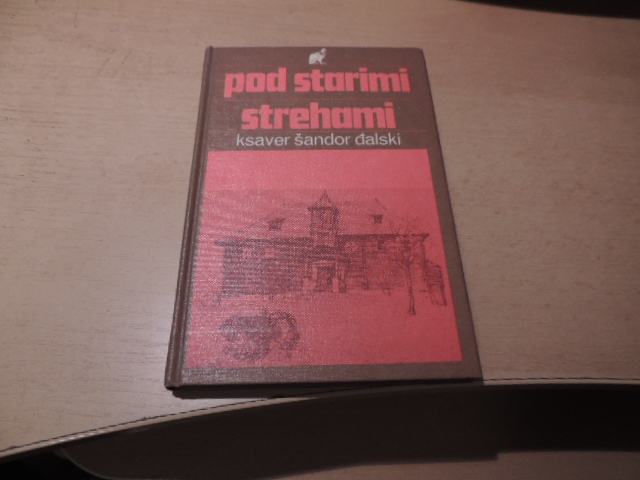 pod starimi
strehami
ksaver šandor đalski